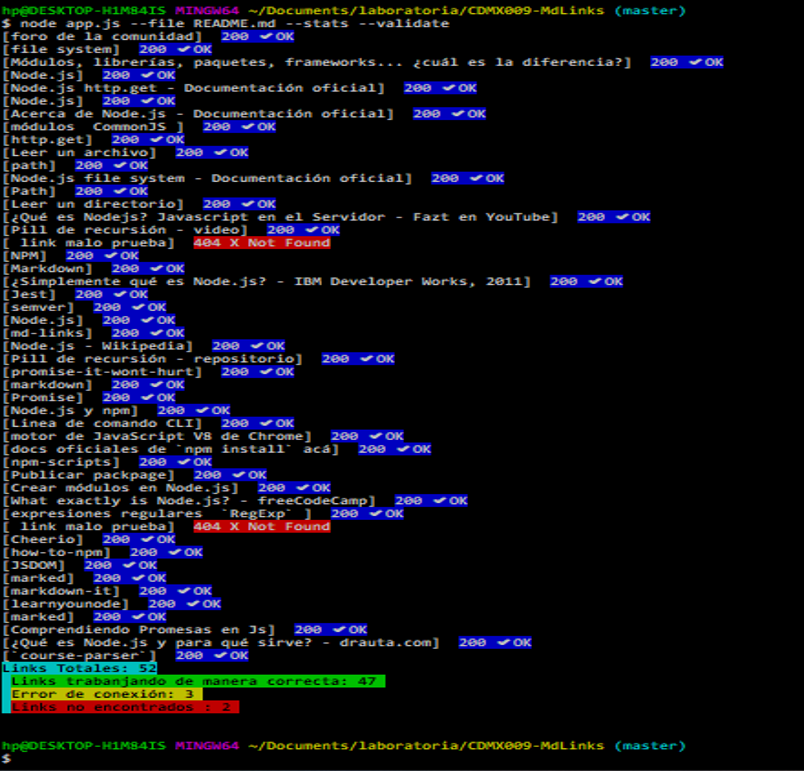 hp@DESKTOP-H1M84IS MINGW64 ~/Documents/laboratoria/CDMX009-MdLinks (master)
$ node app.js --file README.md --stats --validate
[foro de la comunidad] 200 ✔OK
[file system] 200 ✔OK
[Módulos, librerías, paquetes, frameworks... ¿cuál es la diferencia?] 200 ✔OK
[Node.js] 200 ✔OK
[Node.js http.get - Documentación oficial] 200 ✔OK
[Node.js] 200 ✔OK
[Acerca de Node.js - Documentación oficial] 200 ✔OK
[módulos CommonJS ] 200 ✔OK
[http.get] 200 ✔OK
[Leer un archivo] 200 ✔OK
[path] 200 ✔OK
[Node.js file system - Documentación oficial] 200 ✔OK
[Path] 200 ✔OK
[Leer un directorio] 200 ✔OK
[¿Qué es Nodejs? Javascript en el Servidor - Fazt en YouTube] 200 ✔OK
[Pill de recursión - video] 200 ✔OK
[ link malo prueba] 404 X Not Found
[NPM] 200 ✔OK
[Markdown] 200 ✔OK
[¿Simplemente qué es Node.js? - IBM Developer Works, 2011] 200 ✔OK
[Jest] 200 ✔OK
[semver] 200 ✔OK
[Node.js] 200 ✔OK
[md-links] 200 ✔OK
[Node.js - Wikipedia] 200 ✔OK
[Pill de recursión - repositorio] 200 ✔OK
[promise-it-wont-hurt] 200 ✔OK
[markdown] 200 ✔OK
[Promise] 200 ✔OK
[Node.js y npm] 200 ✔OK
[Linea de comando CLI] 200 ✔OK
[motor de JavaScript V8 de Chrome] 200 ✔OK
[docs oficiales de `npm install` acá] 200 ✔OK
[npm-scripts] 200 ✔OK
[Publicar packpage] 200 ✔OK
[Crear módulos en Node.js] 200 ✔OK
[What exactly is Node.js? - freeCodeCamp] 200 ✔OK
[expresiones regulares `RegExp` ] 200 ✔OK
[ link malo prueba] 404 X Not Found
[Cheerio] 200 ✔OK
[how-to-npm] 200 ✔OK
[JSDOM] 200 ✔OK
[marked] 200 ✔OK
[markdown-it] 200 ✔OK
[learnyounode] 200 ✔OK
[marked] 200 ✔OK
[Comprendiendo Promesas en Js] 200 ✔OK
[¿Qué es Node.js y para qué sirve? - drauta.com] 200 ✔OK
[`course-parser`] 200 ✔OK
Links Totales: 52
Links trabanjando de manera correcta: 47
Error de conexión: 3
Links no encontrados : 2
hp@DESKTOP-H1M84IS MINGW64 ~/Documents/laboratoria/CDMX009-MdLinks (master)
$